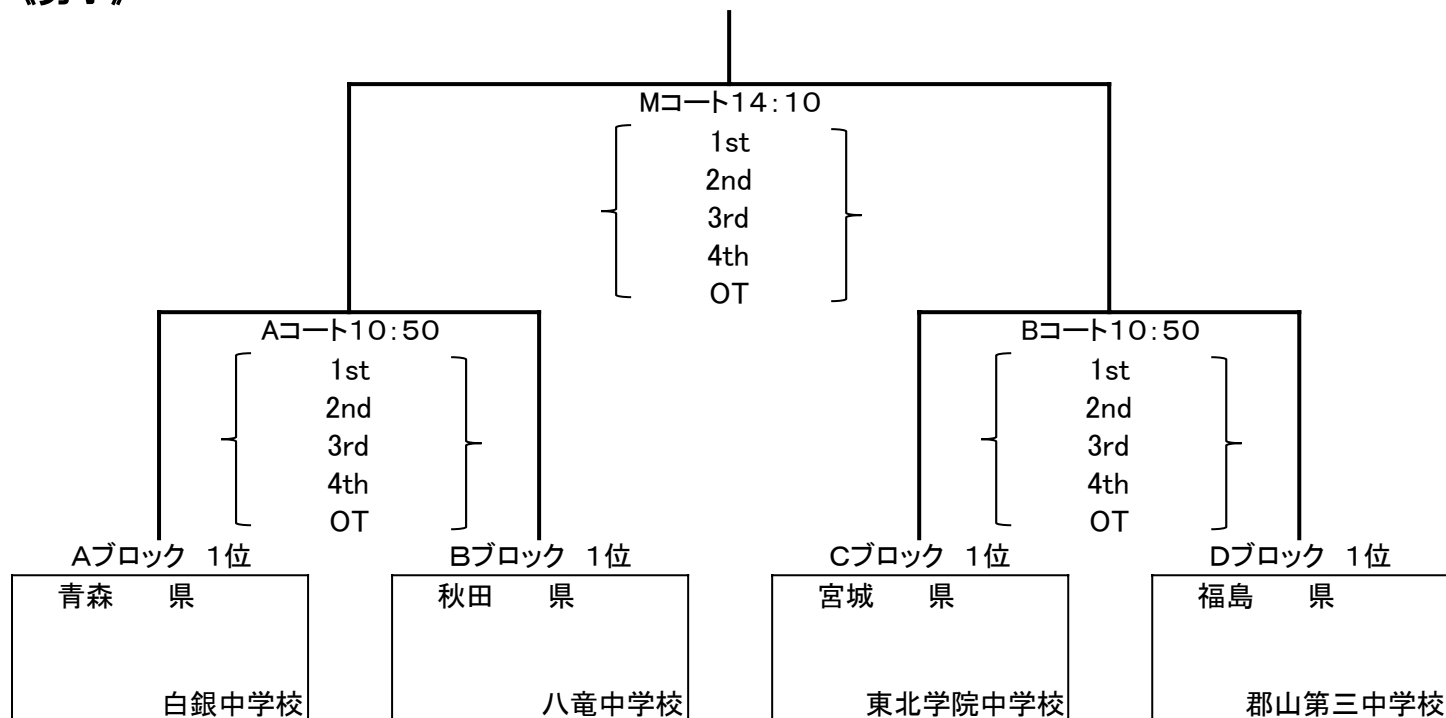 Mコート14:10
1st
2nd
3rd
4th
OT
Aコート10:50
Bコート10:50
1st
1st
2nd
2nd
3rd
3rd
4th
4th
OT
OT
Aブロック 1位
Bブロック 1位
Cブロック 1位
Dブロック 1位
青森 県
秋田 県
宮城 県
福島 県
白銀中学校
八竜中学校
東北学院中学校
郡山第三中学校